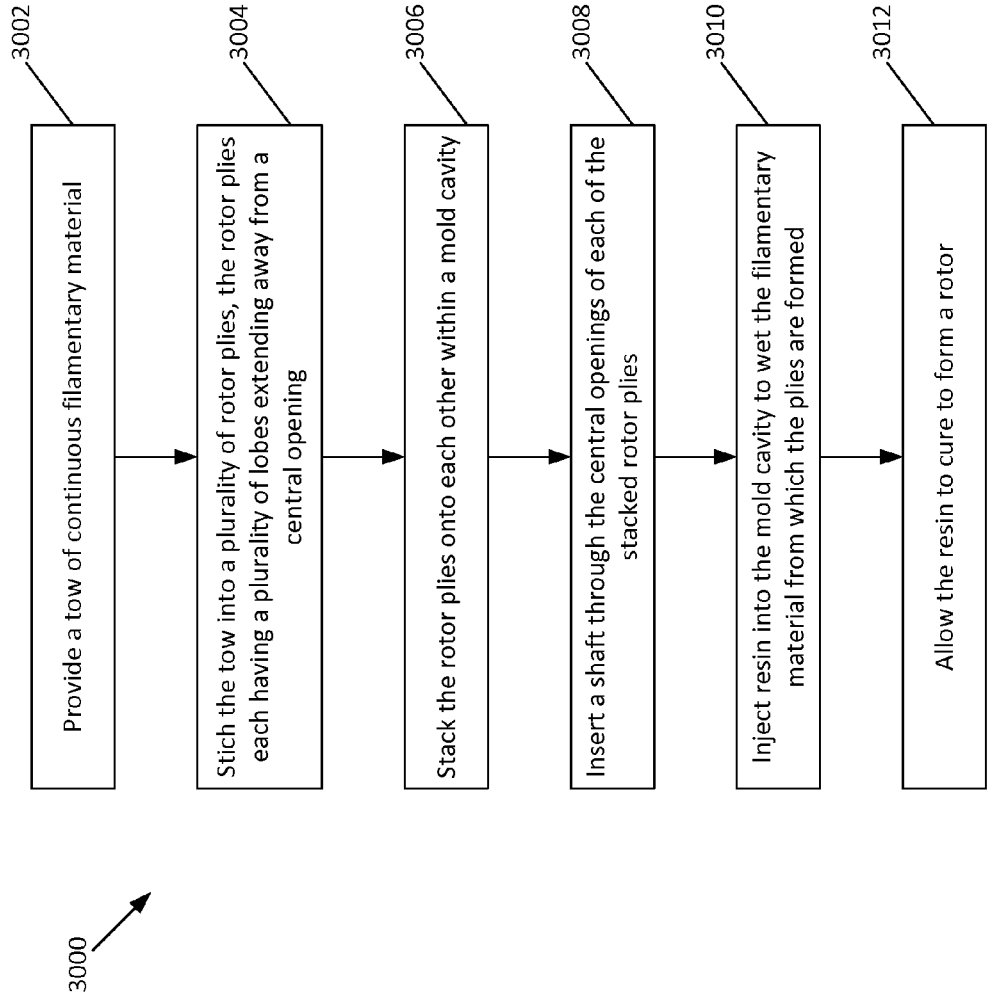 3000
3002
Provide a tow of continuous filamentary material
3004
Stich the tow into a plurality of rotor plies, the rotor plies
each having a plurality of lobes extending away from a
central opening
3006
Stack the rotor plies onto each other within a mold cavity
3008
Insert a shaft through the central openings of each of the
stacked rotor plies
3010
Inject resin into the mold cavity to wet the filamentary
material from which the plies are formed
3012
Allow the resin to cure to form a rotor